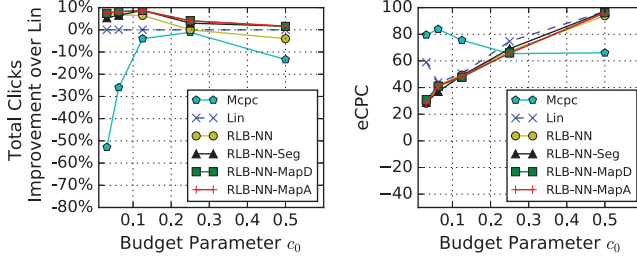 Total Clicks
Improvement over Lin
10%
0%
-10%
-20%
-30%
-40%
-50%
-60%
-70%
-80%
Mcpc
Lin
RLB-NN
RLB-NN-Seg
RLB-NN-MapD
RLB-NN-MapA
0.1 0.2 0.3 0.4 0.5
Budget Parameter c₀
eCPC
100
80
60
40
20
0
−20
−40
Mcpc
Lin
RLB-NN
RLB-NN-Seg
RLB-NN-MapD
RLB-NN-MapA
0.1 0.2 0.3 0.4 0.5
Budget Parameter c₀